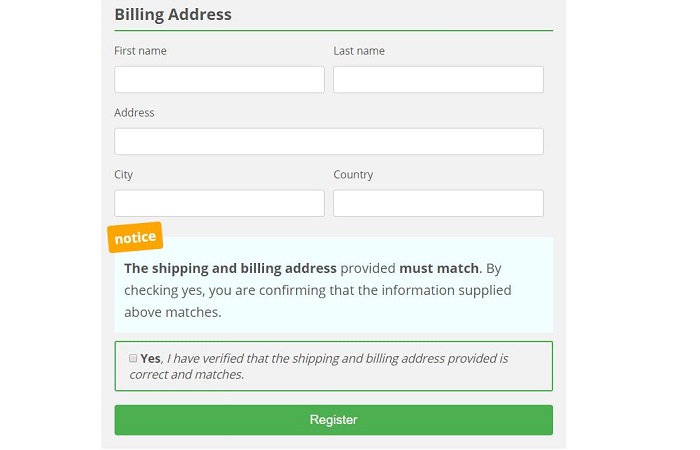 Billing Address
First name
Last name
Address
City
Country
notice
The shipping and billing address provided must match. By
checking yes, you are confirming that the information supplied
above matches.
Yes, I have verified that the shipping and billing address provided is
correct and matches.
Register